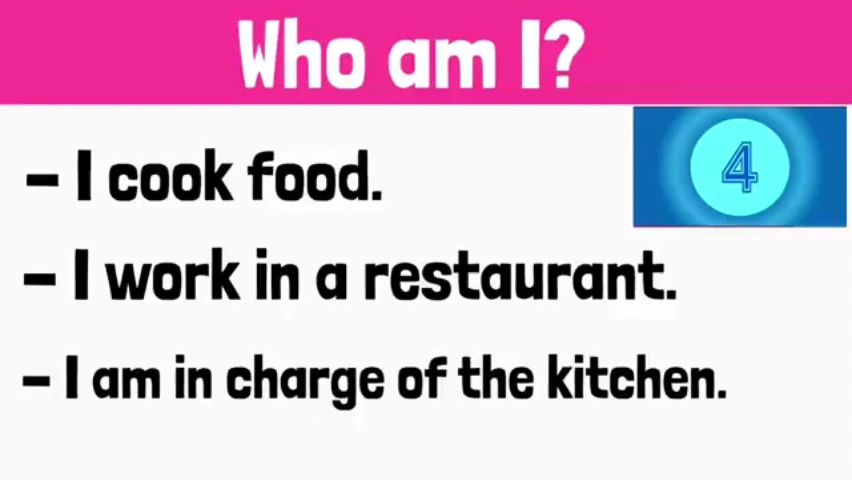 Who am I?
4
- I cook food.
- I work in a restaurant.
- I am in charge of the kitchen.